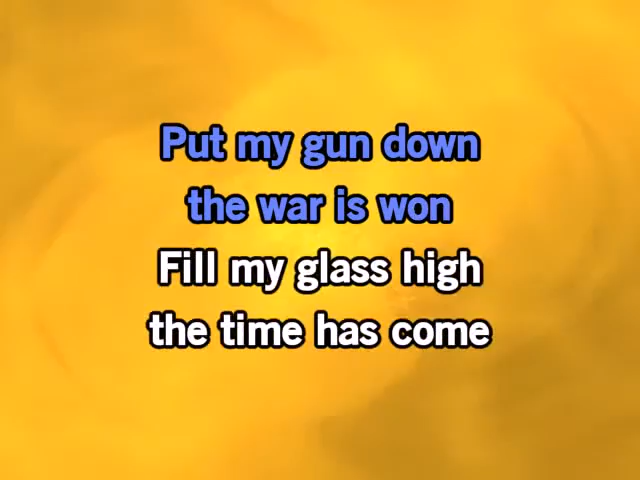 Put my gun down
the war is won
Fill my glass high
the time has come